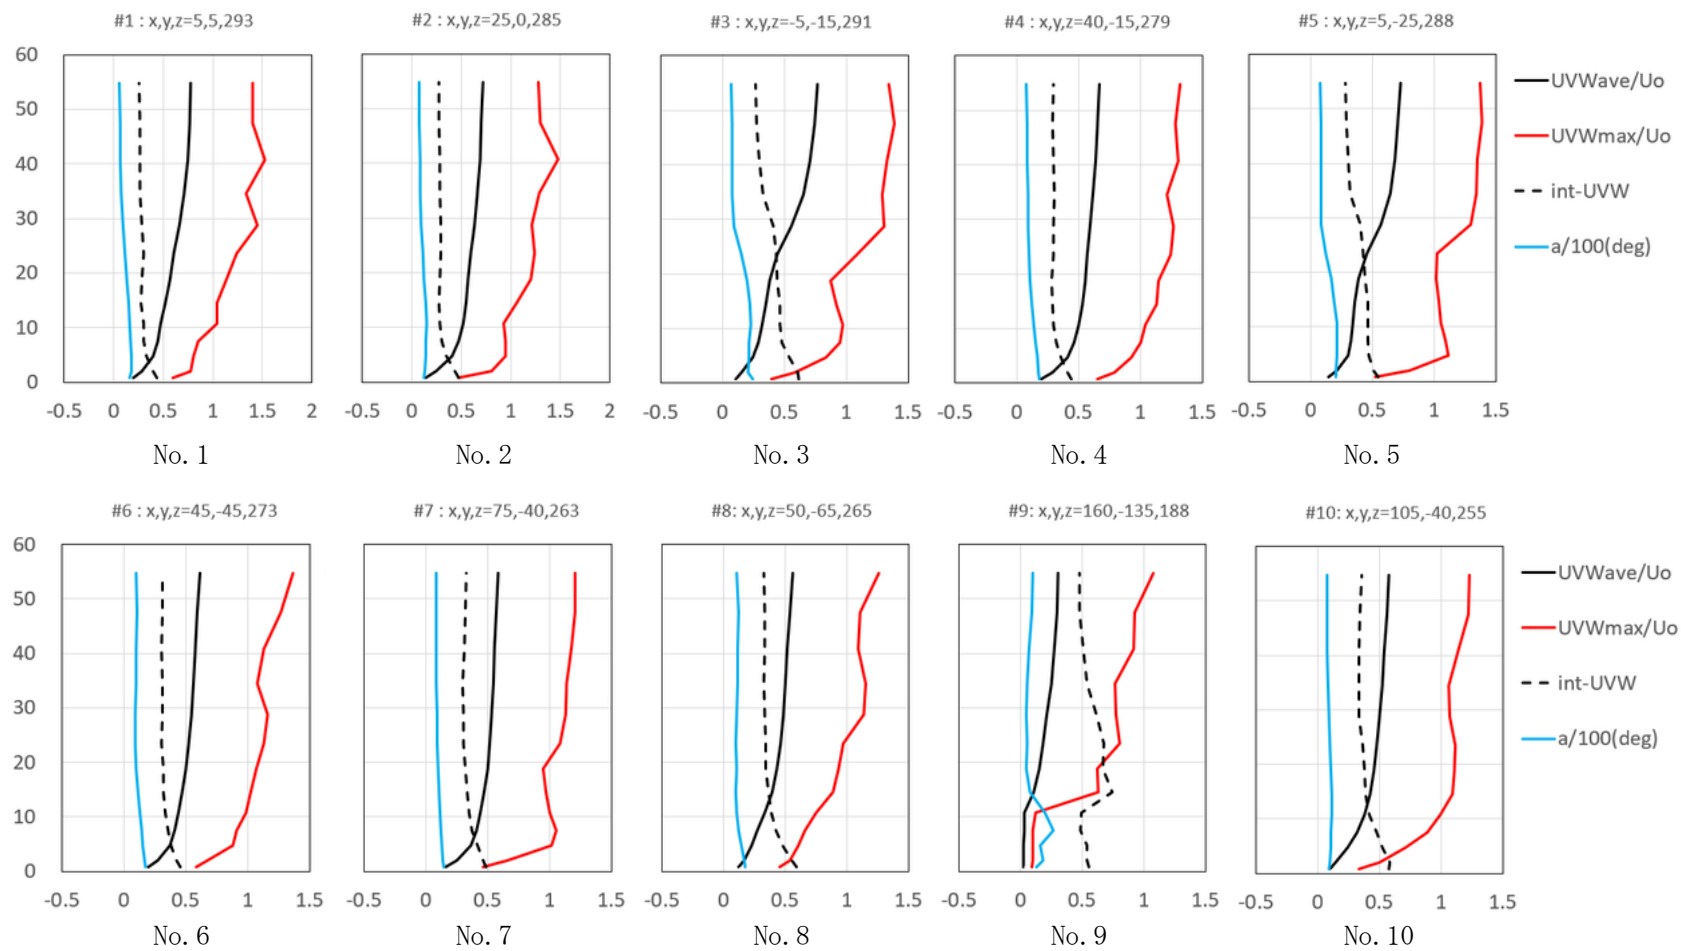 #1 : x,y,z=5,5,293
#2 : x,y,z=25,0,285
#3 : x,y,z=-5,-15,291
#4 : x,y,z=40,-15,279
#5 : x,y,z=5,-25,288
60
50
40
30
20
10
0
UVWave/Uo
UVWmax/Uo
int-UVW
a/100(deg)
-0.5 0 0.5 1 1.5 2
-0.5 0 0.5 1 1.5 2
-0.5 0 0.5 1 1.5
-0.5 0 0.5 1 1.5
-0.5 0 0.5 1 1.5
No.1
No.2
No.3
No.4
No.5
#6 : x,y,z=45,-45,273
#7 : x,y,z=75,-40,263
#8: x,y,z=50,-65,265
#9: x,y,z=160,-135,188
#10: x,y,z=105,-40,255
60
50
40
30
20
10
0
UVWave/Uo
UVWmax/Uo
int-UVW
a/100(deg)
-0.5 0 0.5 1 1.5
-0.5 0 0.5 1 1.5
-0.5 0 0.5 1 1.5
-0.5 0 0.5 1 1.5
-0.5 0 0.5 1 1.5
No.6
No.7
No.8
No.9
No.10